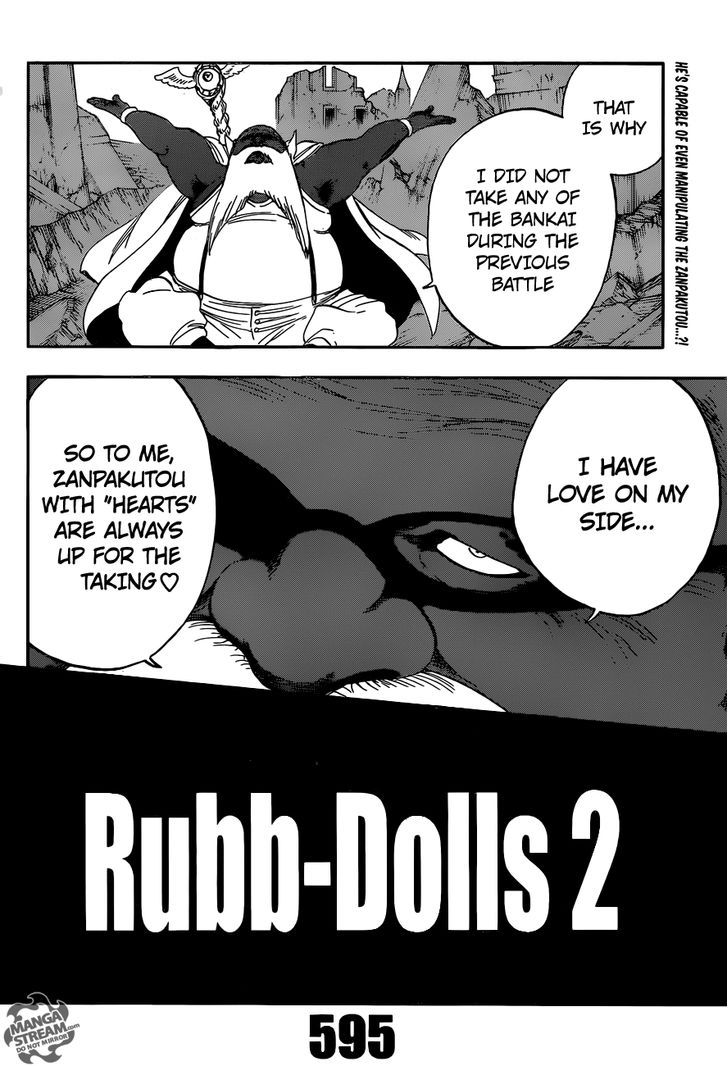 HE'S CAPABLE OF EVEN MANIPULATING THE ZANPAKUTOU...?!
THAT
IS WHY
I DID NOT
TAKE ANY OF
THE BANKAI
DURING THE
PREVIOUS
BATTLE
I HAVE
LOVE ON MY
SIDE...
SO TO ME,
ZANPAKUTOU
WITH "HEARTS"
ARE ALWAYS
UP FOR THE
TAKING♡
Rubb-Dolls 2
595
MANGA
STREAM.com
DO NOT MIRROR